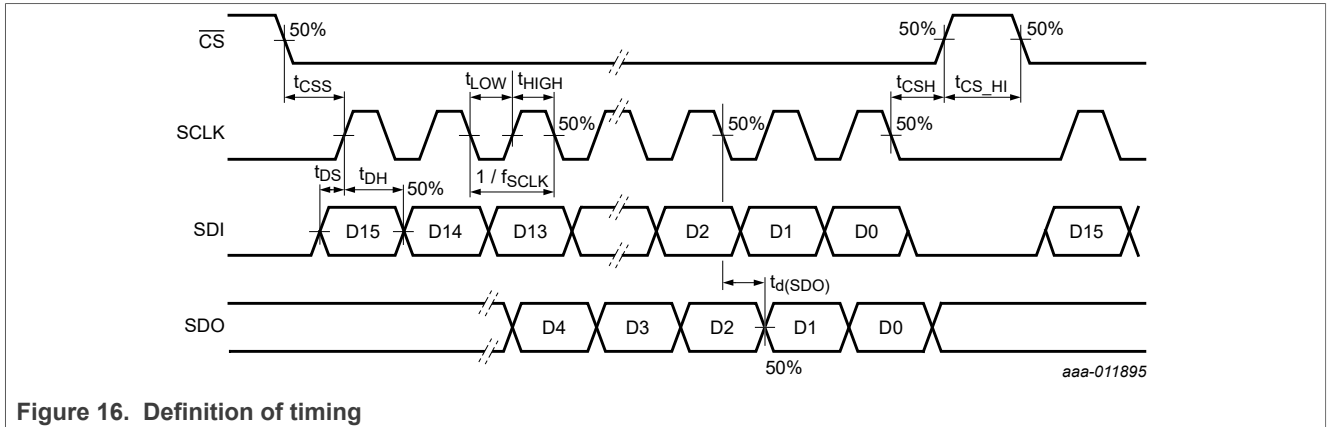 CS
50%
50%
50%
tCSS
tLOW
tHIGH
tCSH
tCS_HI
SCLK
50%
50%
50%
tDS
tDH
50%
1 / fSCLK
SDI
D15
D14
D13
D2
D1
D0
D15
td(SDO)
SDO
D4
D3
D2
D1
D0
50%
aaa-011895
Figure 16. Definition of timing